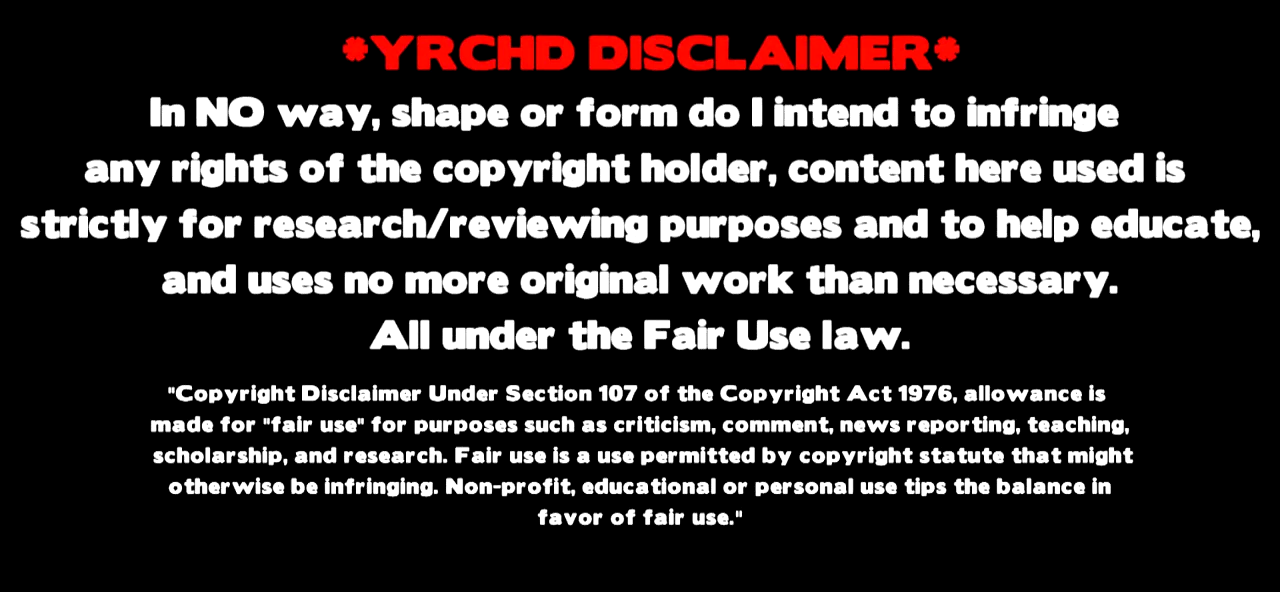 *YRCHD DISCLAIMER*
In NO way, shape or form do I intend to infringe
any rights of the copyright holder, content here used is
strictly for research/reviewing purposes and to help educate,
and uses no more original work than necessary.
All under the Fair Use law.
"Copyright Disclaimer Under Section 107 of the Copyright Act 1976, allowance is
made for "fair use" for purposes such as criticism, comment, news reporting, teaching,
scholarship, and research. Fair use is a use permitted by copyright statute that might
otherwise be infringing. Non-profit, educational or personal use tips the balance in
favor of fair use."